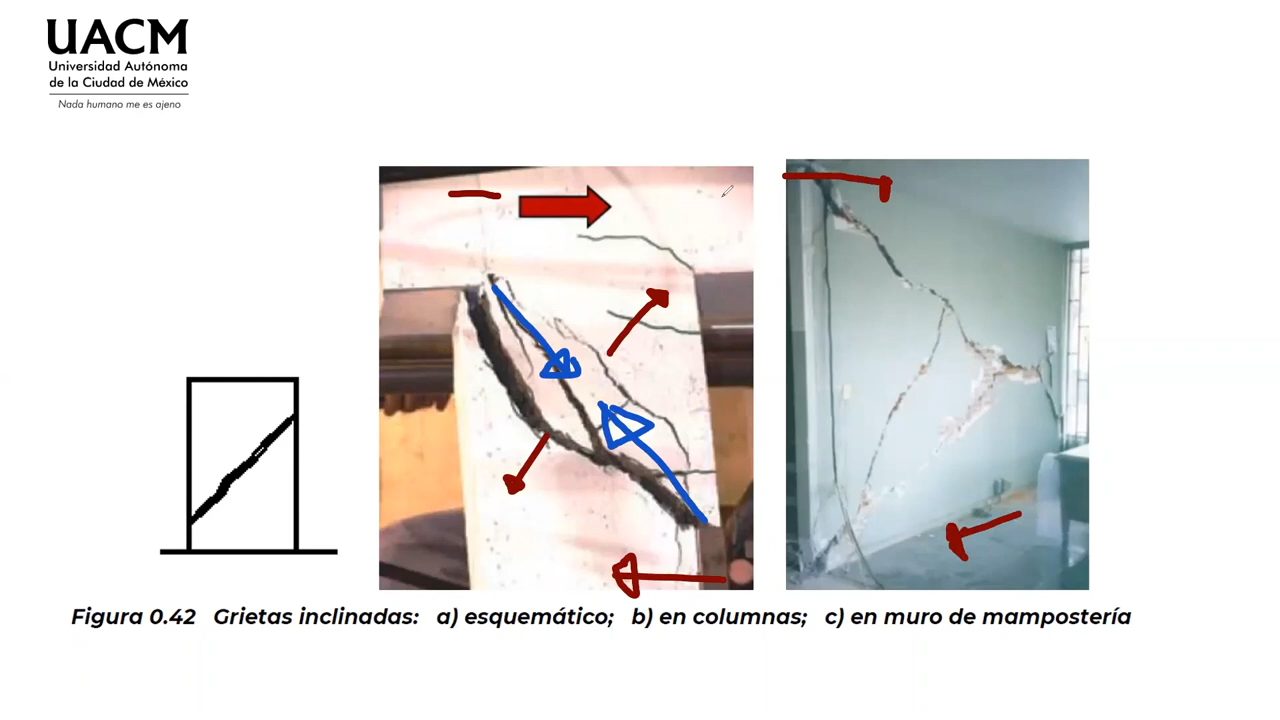 UACM
Universidad Autónoma
de la Ciudad de México
Nada humano me es ajeno
Figura 0.42 Grietas inclinadas: a) esquemático; b) en columnas; c) en muro de mampostería